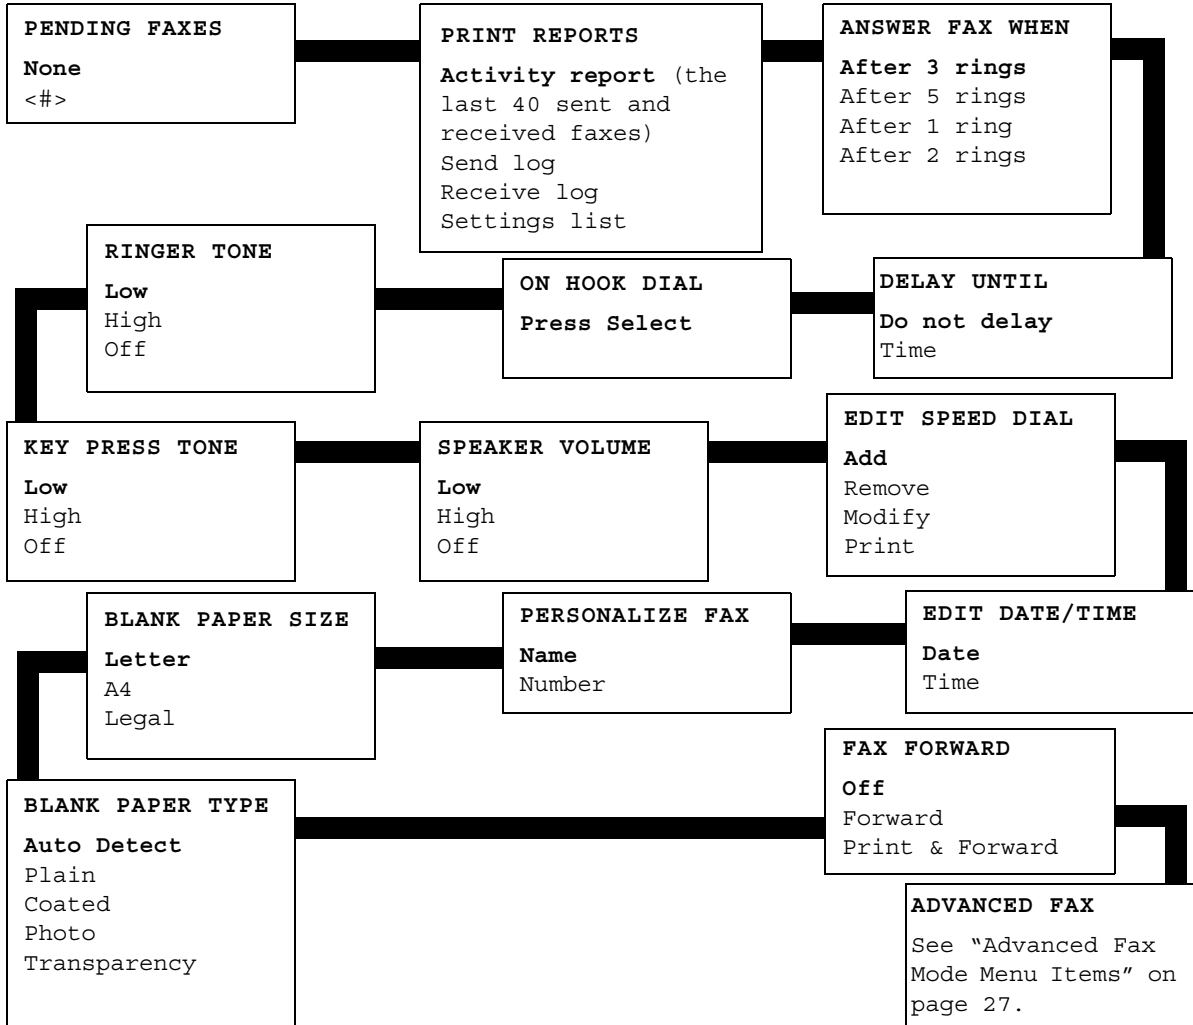 PENDING FAXES
None
<#>
PRINT REPORTS
Activity report (the
last 40 sent and
received faxes)
Send log
Receive log
Settings list
ANSWER FAX WHEN
After 3 rings
After 5 rings
After 1 ring
After 2 rings
DELAY UNTIL
Do not delay
Time
ON HOOK DIAL
Press Select
RINGER TONE
Low
High
Off
KEY PRESS TONE
Low
High
Off
SPEAKER VOLUME
Low
High
Off
EDIT SPEED DIAL
Add
Remove
Modify
Print
EDIT DATE/TIME
Date
Time
PERSONALIZE FAX
Name
Number
BLANK PAPER SIZE
Letter
A4
Legal
BLANK PAPER TYPE
Auto Detect
Plain
Coated
Photo
Transparency
FAX FORWARD
Off
Forward
Print & Forward
ADVANCED FAX
See “Advanced Fax
Mode Menu Items” on
page 27.